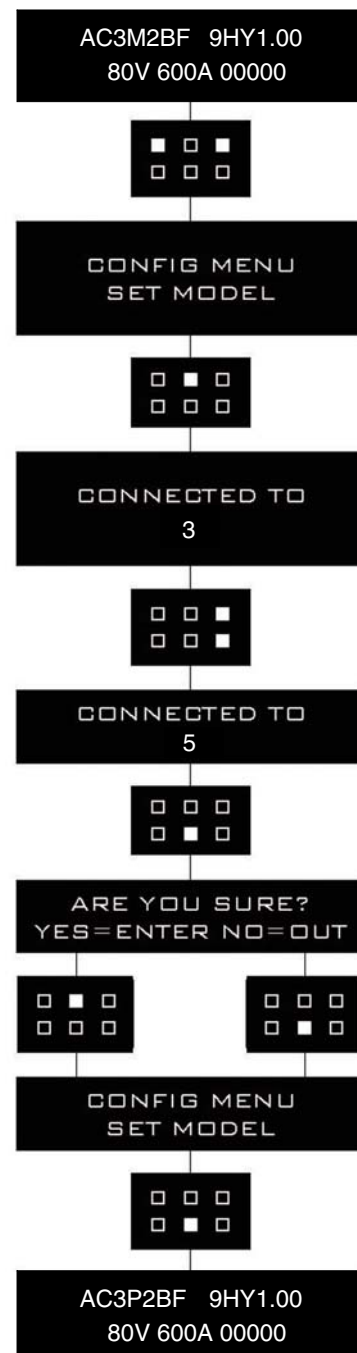 AC3M2BF 9HY1.00
80V 600A 00000
CONFIG MENU
SET MODEL
CONNECTED TO
3
CONNECTED TO
5
ARE YOU SURE?
YES=ENTER NO=OUT
CONFIG MENU
SET MODEL
AC3P2BF 9HY1.00
80V 600A 00000